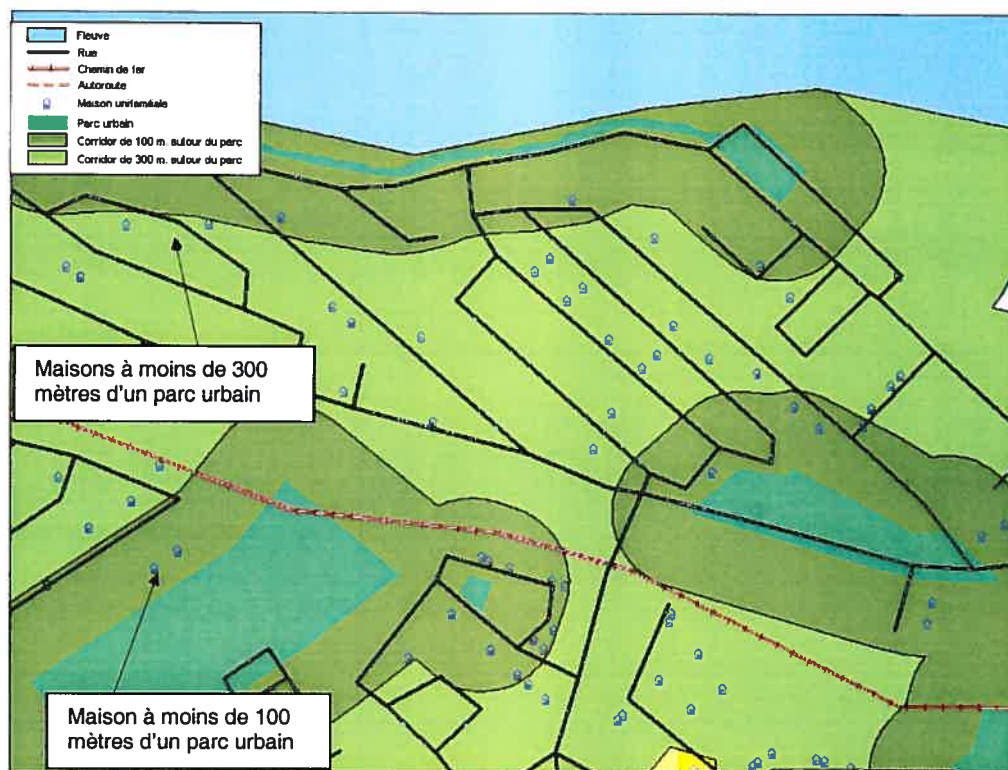 Fleuve
Rue
Chemin de fer
Autoroute
Maison unifaméale
Parc urbain
Corridor de 100 m. autour du parc
Corridor de 300 m. autour du parc
Maisons à moins de 300
mètres d'un parc urbain
Maison à moins de 100
mètres d'un parc urbain